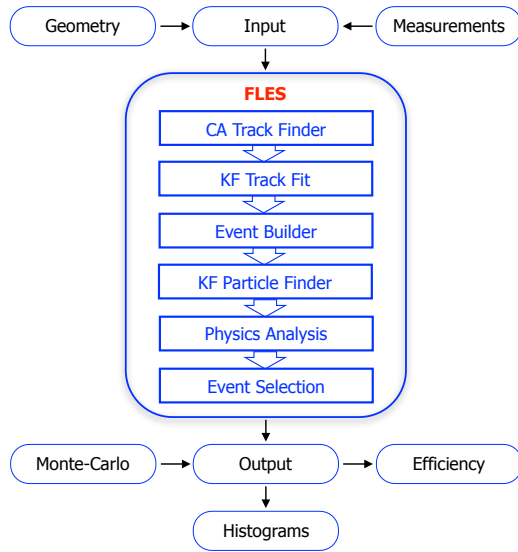 Geometry
Input
Measurements
FLES
CA Track Finder
KF Track Fit
Event Builder
KF Particle Finder
Physics Analysis
Event Selection
Monte-Carlo
Output
Efficiency
Histograms